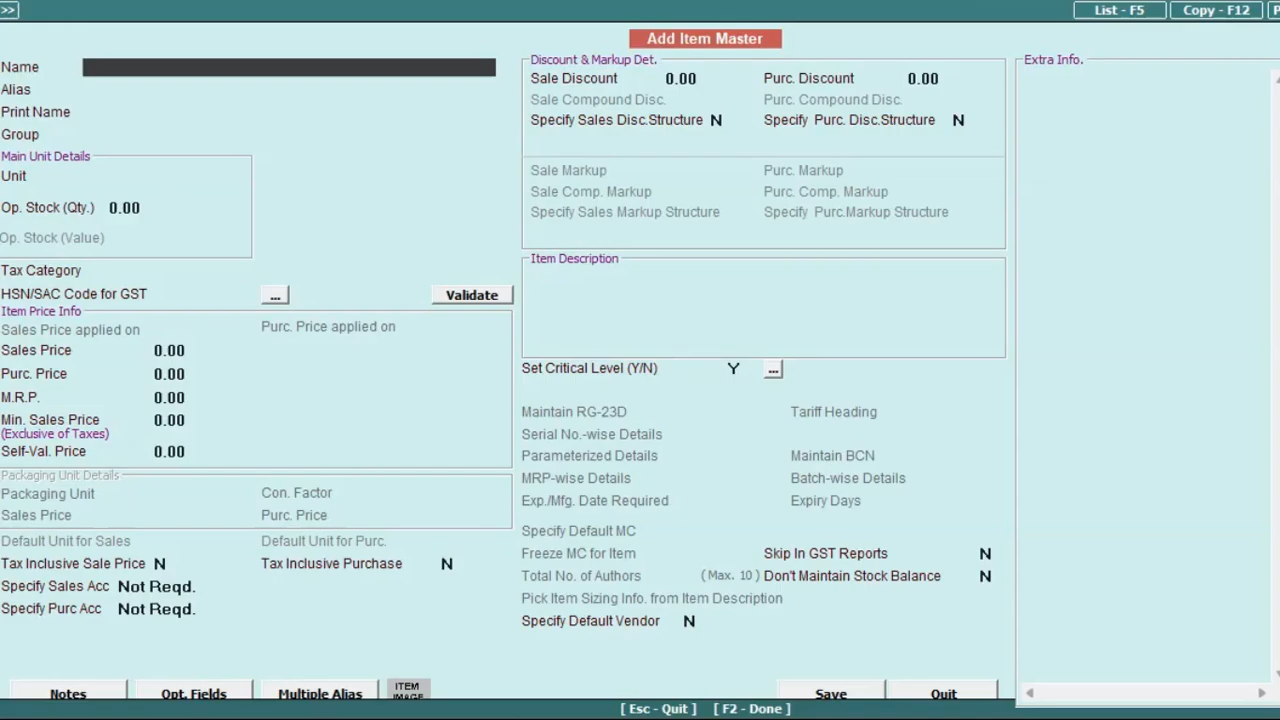 >> List - F5 Copy - F12
Add Item Master
Name
Alias
Print Name
Group
Main Unit Details
Unit
Op. Stock (Qty.) 0.00
Op. Stock (Value)
Tax Category
HSN/SAC Code for GST ... Validate
Item Price Info
Sales Price applied on Purc. Price applied on
Sales Price 0.00
Purc. Price 0.00
M.R.P. 0.00
Min. Sales Price 0.00
(Exclusive of Taxes)
Self-Val. Price 0.00
Packaging Unit Details
Packaging Unit Con. Factor
Sales Price Purc. Price
Default Unit for Sales Default Unit for Purc.
Tax Inclusive Sale Price N Tax Inclusive Purchase N
Specify Sales Acc Not Reqd.
Specify Purc Acc Not Reqd.
Discount & Markup Det.
Sale Discount 0.00 Purc. Discount 0.00
Sale Compound Disc. Purc. Compound Disc.
Specify Sales Disc.Structure N Specify Purc. Disc.Structure N
Sale Markup Purc. Markup
Sale Comp. Markup Purc. Comp. Markup
Specify Sales Markup Structure Specify Purc.Markup Structure
Item Description
Set Critical Level (Y/N) Y ...
Maintain RG-23D Tariff Heading
Serial No.-wise Details
Parameterized Details Maintain BCN
MRP-wise Details Batch-wise Details
Exp./Mfg. Date Required Expiry Days
Specify Default MC
Freeze MC for Item Skip In GST Reports N
Total No. of Authors (Max. 10) Don't Maintain Stock Balance N
Pick Item Sizing Info. from Item Description
Specify Default Vendor N
Extra Info.
Notes Opt. Fields Multiple Alias ITEM IMAGE Save Quit
[ Esc - Quit ] [ F2 - Done ]